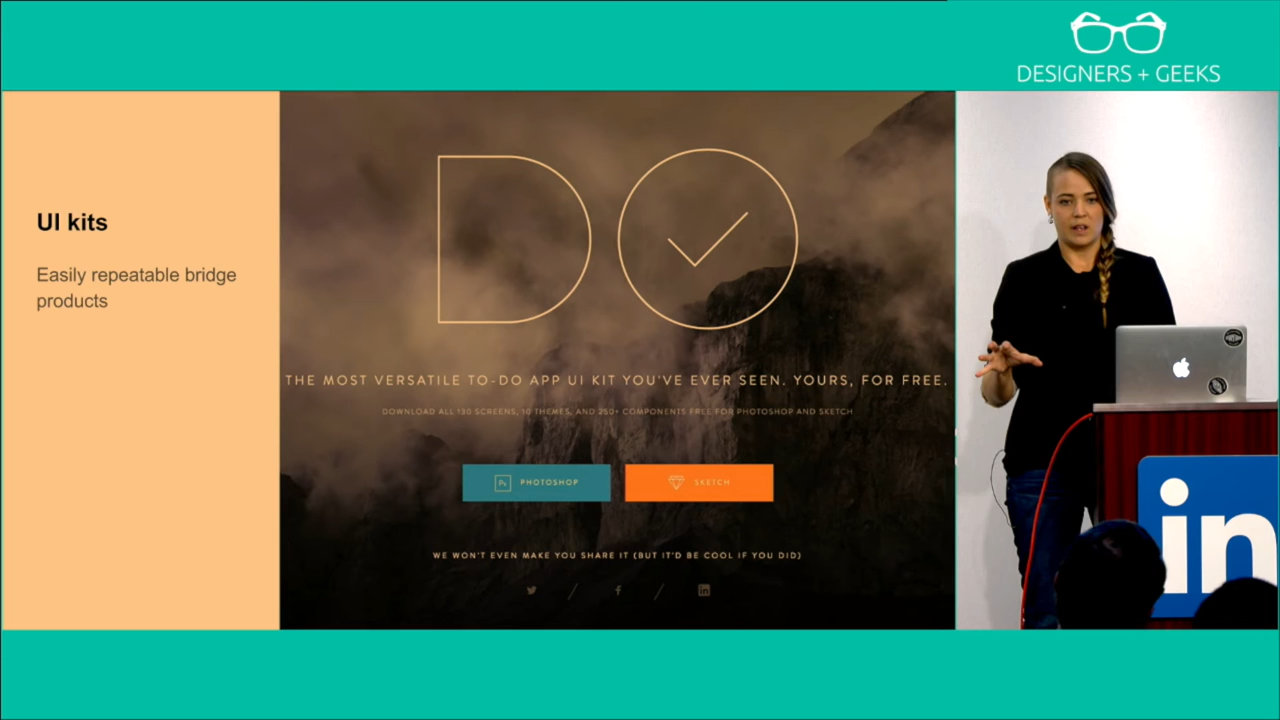 DESIGNERS + GEEKS
UI kits
Easily repeatable bridge
products
DO
THE MOST VERSATILE TO-DO APP UI KIT YOU'VE EVER SEEN. YOURS, FOR FREE.
DOWNLOAD ALL 130 SCREENS, 10 THEMES, AND 250+ COMPONENTS FREE FOR PHOTOSHOP AND SKETCH
Ps PHOTOSHOP
SKETCH
WE WON'T EVEN MAKE YOU SHARE IT (BUT IT'D BE COOL IF YOU DID)
in
in